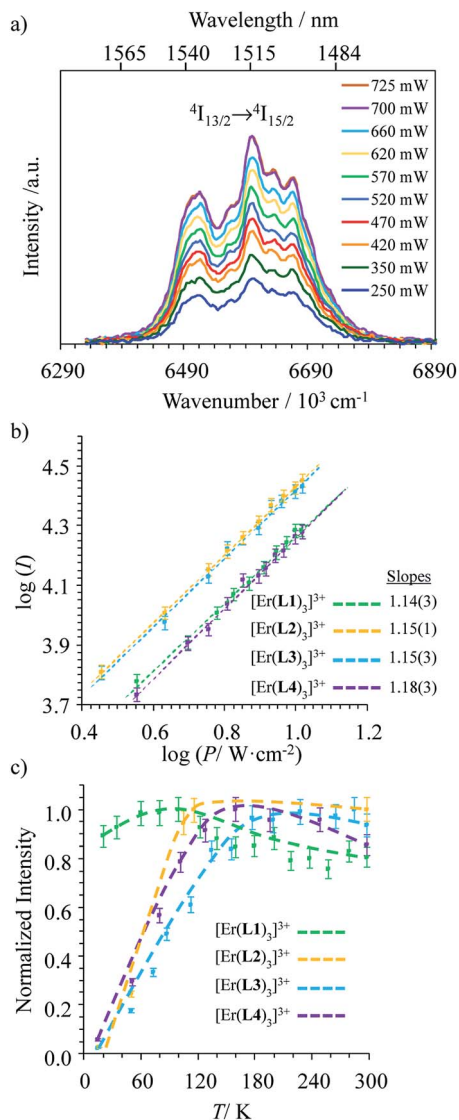 a)
Wavelength / nm
1565 1540 1515 1484
⁴I₁₃/₂→⁴I₁₅/₂
725 mW
700 mW
660 mW
620 mW
570 mW
520 mW
470 mW
420 mW
350 mW
250 mW
Intensity /a.u.
6290 6490 6690 6890
Wavenumber / 10³ cm⁻¹
b)
4.5
4.3
4.1
3.9
3.7
log (I)
Slopes
[Er(L1)₃]³⁺ 1.14(3)
[Er(L2)₃]³⁺ 1.15(1)
[Er(L3)₃]³⁺ 1.15(3)
[Er(L4)₃]³⁺ 1.18(3)
0.4 0.6 0.8 1.0 1.2
log (P/ W·cm⁻²)
c)
1.0
0.8
0.6
0.4
0.2
0.0
Normalized Intensity
[Er(L1)₃]³⁺
[Er(L2)₃]³⁺
[Er(L3)₃]³⁺
[Er(L4)₃]³⁺
0 60 120 180 240 300
T/ K